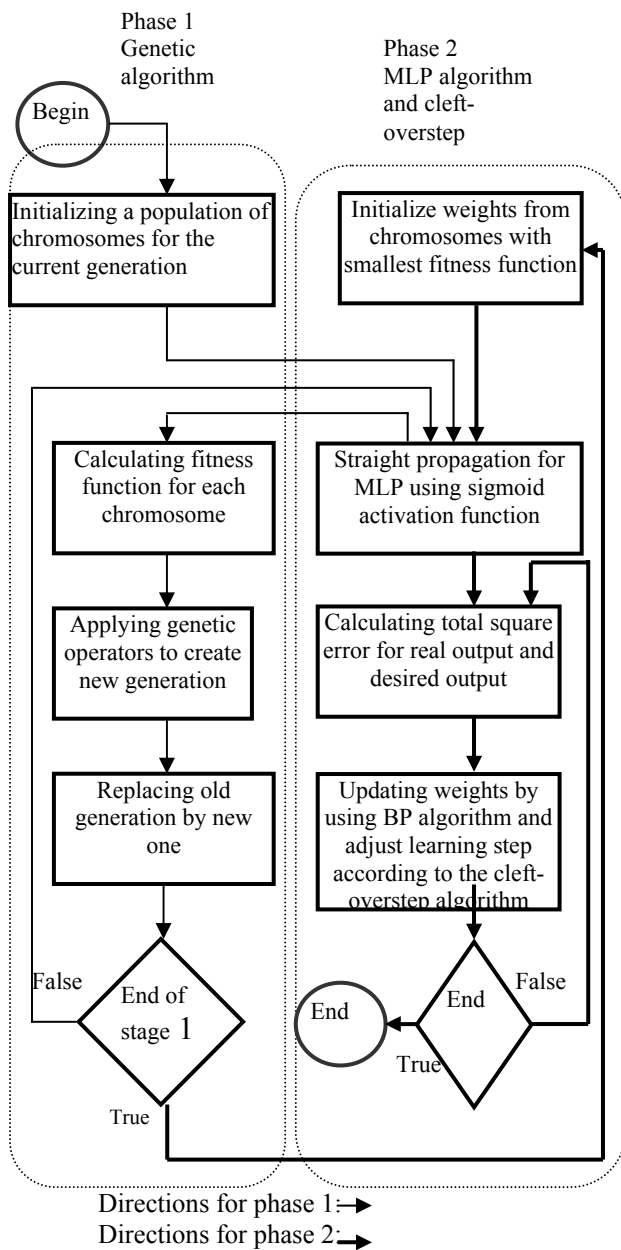 Phase 1
Genetic
algorithm
Phase 2
MLP algorithm
and cleft-
overstep
Begin
Initializing a population of
chromosomes for the
current generation
Initialize weights from
chromosomes with
smallest fitness function
Calculating fitness
function for each
chromosome
Straight propagation for
MLP using sigmoid
activation function
Applying genetic
operators to create
new generation
Calculating total square
error for real output and
desired output
Replacing old
generation by new
one
Updating weights by
using BP algorithm and
adjust learning step
according to the cleft-
overstep algorithm
False
End of
stage 1
True
End
End
False
True
Directions for phase 1:
Directions for phase 2: